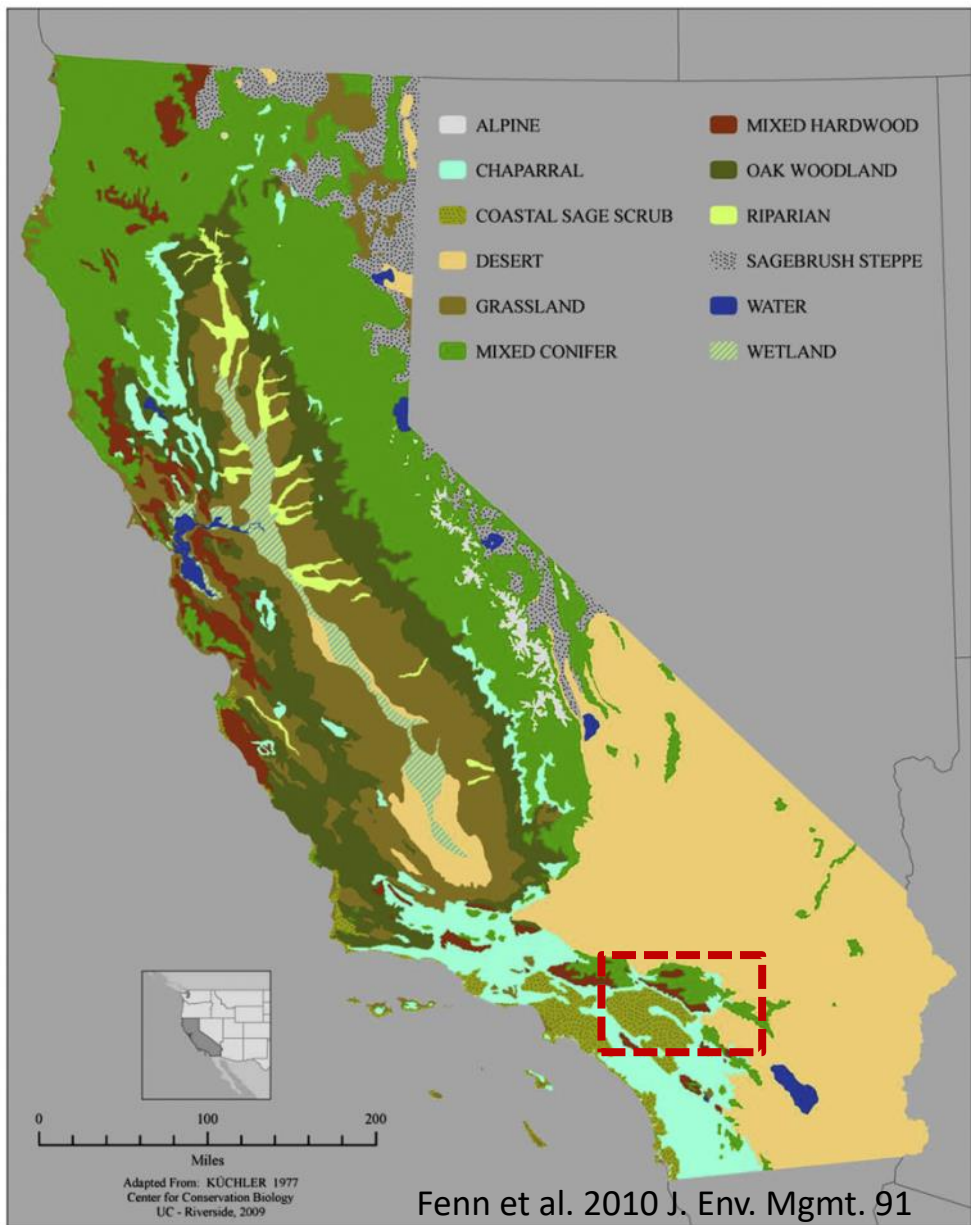 ALPINE
CHAPARRAL
COASTAL SAGE SCRUB
DESERT
GRASSLAND
MIXED CONIFER
MIXED HARDWOOD
OAK WOODLAND
RIPARIAN
SAGEBRUSH STEPPE
WATER
WETLAND
0 100 200
Miles
Adapted From: KÜCHLER 1977
Center for Conservation Biology
UC - Riverside, 2009
Fenn et al. 2010 J. Env. Mgmt. 91